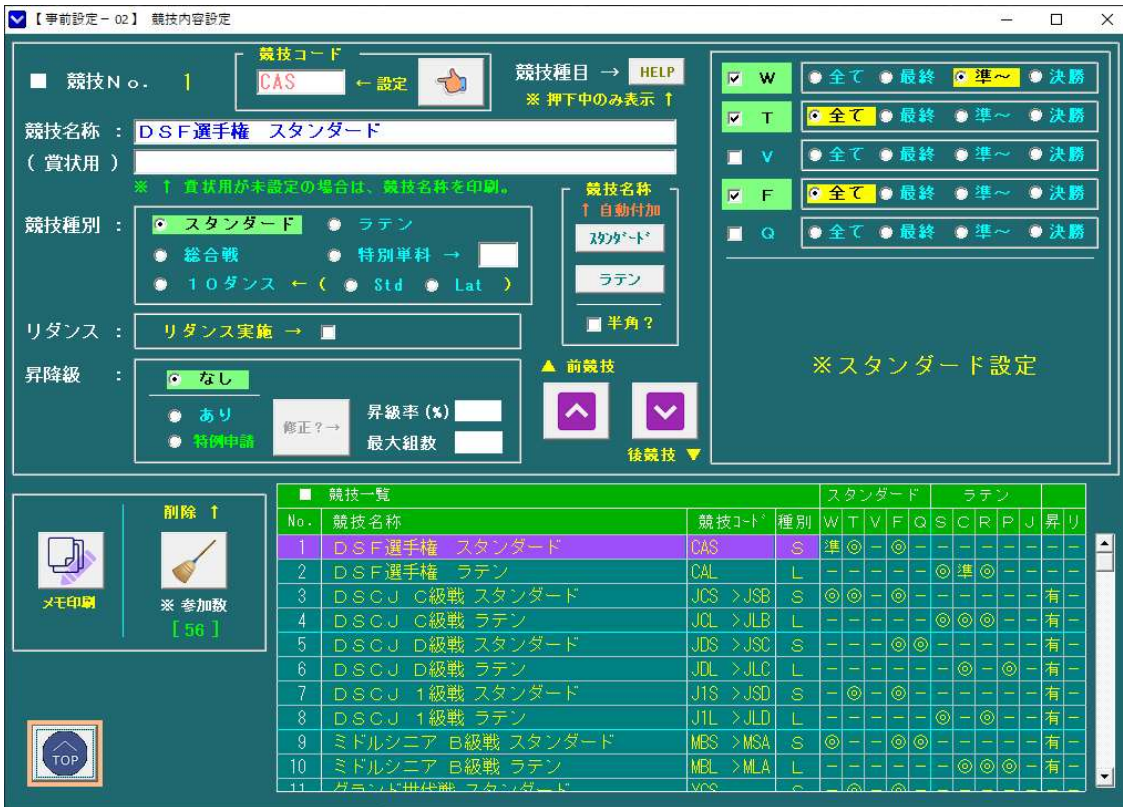 【 事前設定－ 02】 競技内容設定
競技コード
競技Ｎｏ．　1
CAS
← 設定
競技種目 → HELP
※ 押下中のみ表示 ↑
競技名称 ： ＤＳＦ選手権　スタンダード
（ 賞状用 ）
※ ↑ 賞状用が未設定の場合は、競技名称を印刷。
競技種別 ：
スタンダード
ラテン
総合戦
特別単科 →
１０ダンス ← ( Std Lat )
競技名称
↑ 自動付加
ｽﾀﾝﾀﾞｰﾄﾞ
ラテン
半角？
リダンス ： リダンス実施 →
昇降級 ：
なし
あり
特例申請
修正？→
昇級率 (%)
最大組数
▲ 前競技
後競技 ▼
W 全て 最終 準～ 決勝
T 全て 最終 準～ 決勝
V 全て 最終 準～ 決勝
F 全て 最終 準～ 決勝
Q 全て 最終 準～ 決勝
※スタンダード設定
削除 ↑
メモ印刷
※ 参加数
[ 56 ]
TOP
競技一覧 スタンダード ラテン
No. 競技名称 競技ｺｰﾄﾞ 種別 W T V F Q S C R P J 昇 リ
1 ＤＳＦ選手権　スタンダード CAS S 準 ◎ － ◎ － － － － － － － －
2 ＤＳＦ選手権　ラテン CAL L － － － － － ◎ 準 ◎ － － － －
3 ＤＳＣＪ Ｃ級戦 スタンダード JCS >JSB S ◎ ◎ － ◎ － － － － － － 有 －
4 ＤＳＣＪ Ｃ級戦 ラテン JCL >JLB L － － － － － ◎ ◎ ◎ － － 有 －
5 ＤＳＣＪ Ｄ級戦 スタンダード JDS >JSC S － － － ◎ ◎ － － － － － 有 －
6 ＤＳＣＪ Ｄ級戦 ラテン JDL >JLC L － － － － － － ◎ － ◎ － 有 －
7 ＤＳＣＪ １級戦 スタンダード J1S >JSD S － ◎ － ◎ － － － － － － 有 －
8 ＤＳＣＪ １級戦 ラテン J1L >JLD L － － － － － ◎ － ◎ － － 有 －
9 ミドルシニア Ｂ級戦 スタンダード MBS >MSA S ◎ － － ◎ ◎ － － － － － 有 －
10 ミドルシニア Ｂ級戦 ラテン MBL >MLA L － － － － － － ◎ ◎ ◎ － 有 －